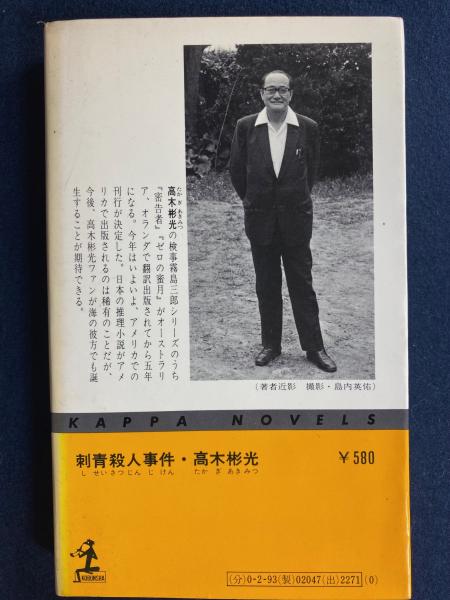 たかぎあきみつ
高木彬光の検事霧島三郎シリーズのうち
『密告者』『ゼロの蜜月』がオーストラリ
ア、オランダで翻訳出版されてから五年
になる。今年はいよいよ、アメリカでの
刊行が決定した。日本の推理小説がアメ
リカで出版されるのは稀有のことだが、
今後、高木彬光ファンが海の彼方でも誕
生することが期待できる。
(著者近影 撮影・島内英佑)
KAPPA NOVELS
刺青殺人事件・高木彬光 ¥580
しせいさつじんじけん たかぎあきみつ
KOBUNSHA
(分)0-2-93(製)02047(出)2271(0)